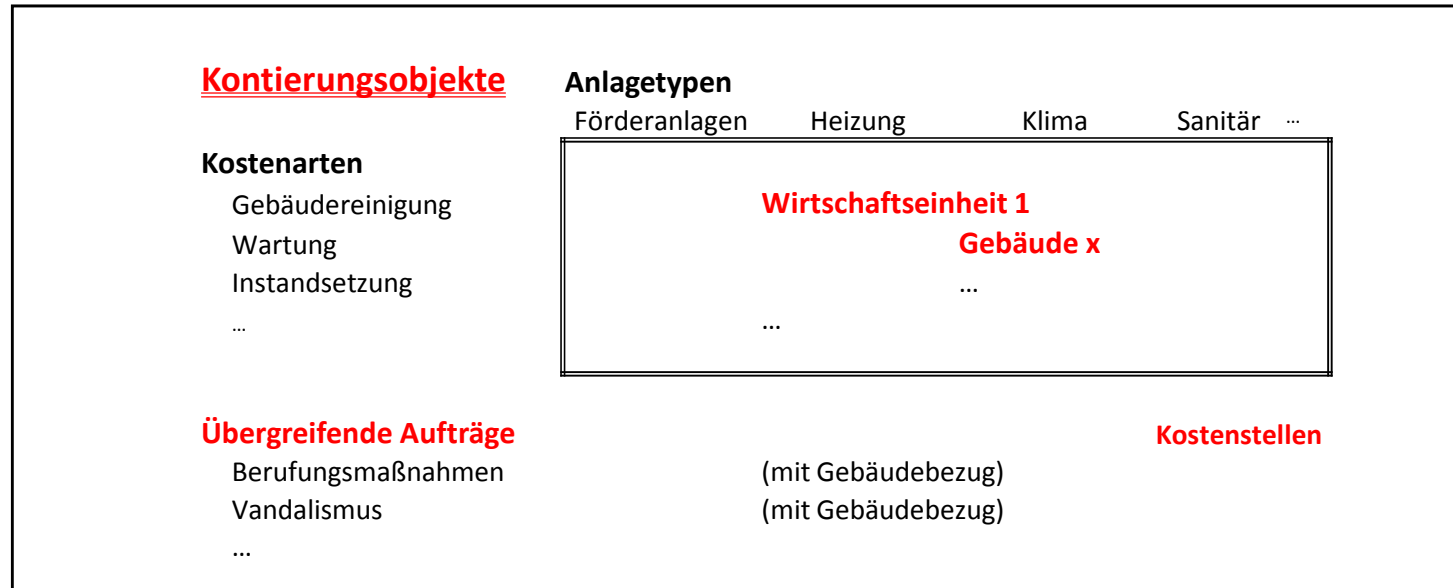 Kontierungsobjekte Anlagetypen
Förderanlagen Heizung Klima Sanitär ...
Kostenarten
Gebäudereinigung Wirtschaftseinheit 1
Wartung Gebäude x
Instandsetzung ...
... ...
Übergreifende Aufträge Kostenstellen
Berufungsmaßnahmen (mit Gebäudebezug)
Vandalismus (mit Gebäudebezug)
...